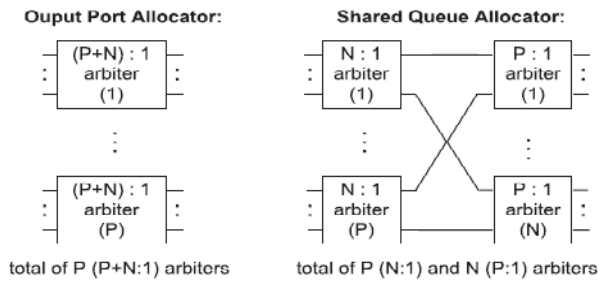 Ouput Port Allocator:
(P+N) : 1
arbiter
(1)
(P+N) : 1
arbiter
(P)
total of P (P+N:1) arbiters
Shared Queue Allocator:
N : 1
arbiter
(1)
P : 1
arbiter
(1)
N : 1
arbiter
(P)
P : 1
arbiter
(N)
total of P (N:1) and N (P:1) arbiters